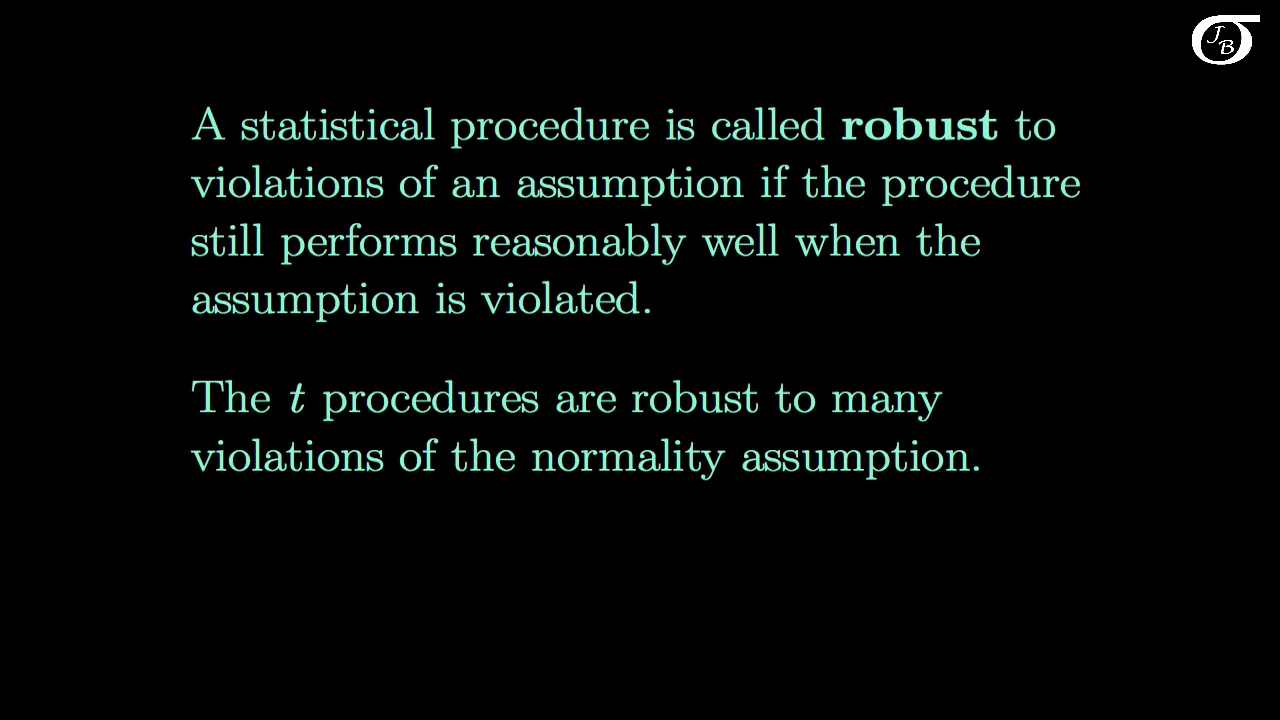 J
B
A statistical procedure is called robust to
violations of an assumption if the procedure
still performs reasonably well when the
assumption is violated.
The t procedures are robust to many
violations of the normality assumption.